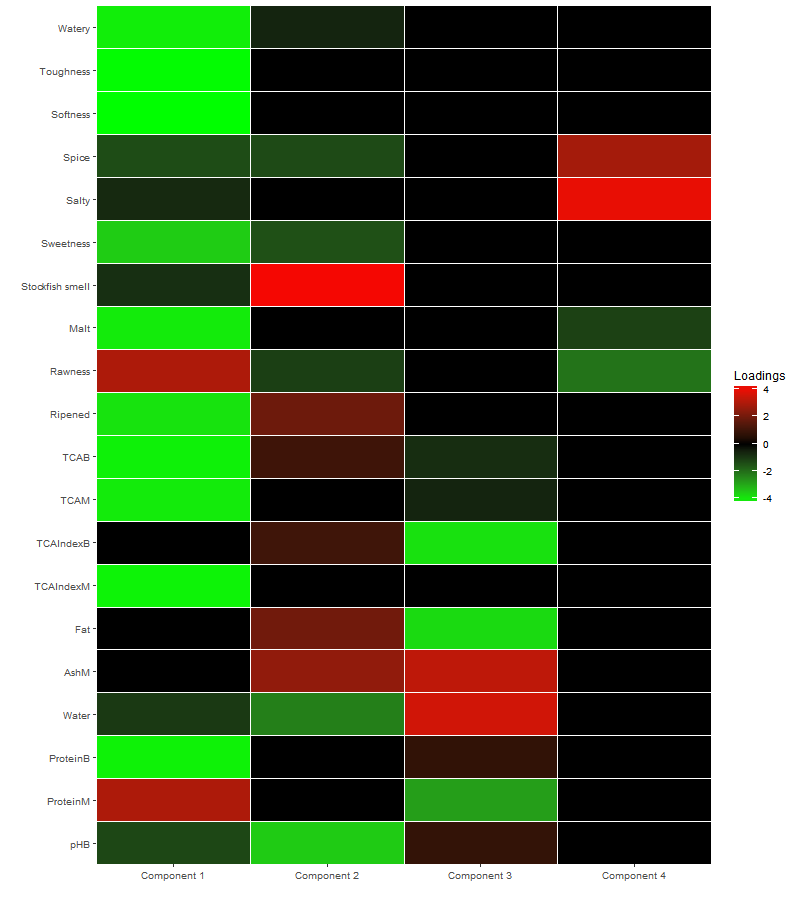 Watery
Toughness
Softness
Spice
Salty
Sweetness
Stockfish smell
Malt
Rawness
Ripened
TCAB
TCAM
TCAIndexB
TCAIndexM
Fat
AshM
Water
ProteinB
ProteinM
pHB
Component 1 Component 2 Component 3 Component 4
Loadings
4
2
0
-2
-4